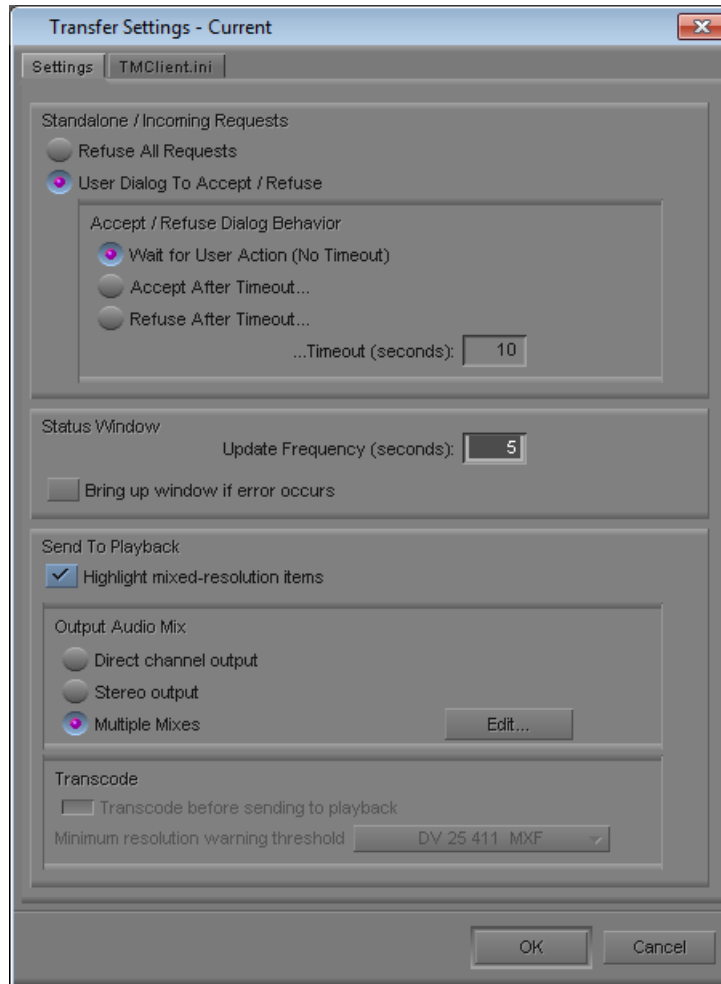 Transfer Settings - Current
Settings
TMClient.ini
Standalone / Incoming Requests
Refuse All Requests
User Dialog To Accept / Refuse
Accept / Refuse Dialog Behavior
Wait for User Action (No Timeout)
Accept After Timeout...
Refuse After Timeout...
...Timeout (seconds): 10
Status Window
Update Frequency (seconds): 5
Bring up window if error occurs
Send To Playback
Highlight mixed-resolution items
Output Audio Mix
Direct channel output
Stereo output
Multiple Mixes
Edit...
Transcode
Transcode before sending to playback
Minimum resolution warning threshold DV 25 411 MXF
OK
Cancel